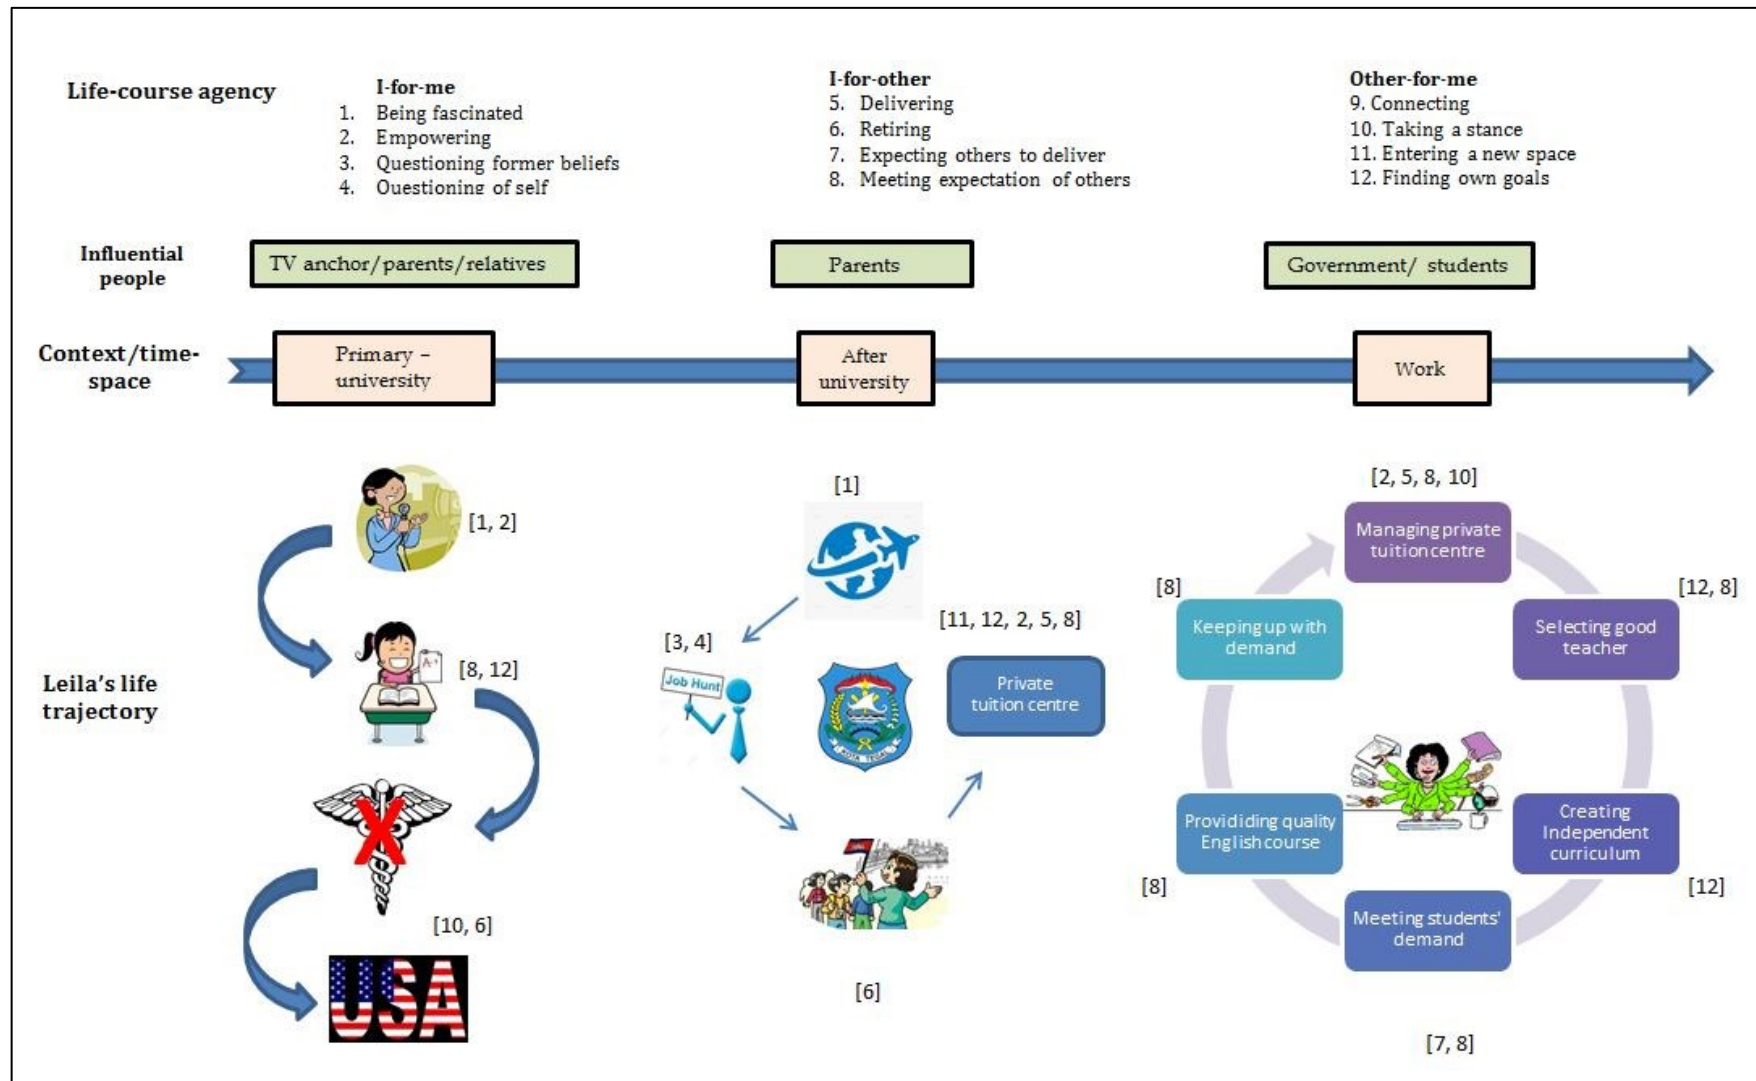 Life-course agency
I-for-me
1. Being fascinated
2. Empowering
3. Questioning former beliefs
4. Questioning of self
I-for-other
5. Delivering
6. Retiring
7. Expecting others to deliver
8. Meeting expectation of others
Other-for-me
9. Connecting
10. Taking a stance
11. Entering a new space
12. Finding own goals
Influential
people
TV anchor/parents/relatives
Parents
Government/ students
Context/time-
space
Primary –
university
After
university
Work
Leila's life
trajectory
[1, 2]
A+
[8, 12]
X
[10, 6]
USA
[1]
[3, 4]
Job Hunt
[11, 12, 2, 5, 8]
KOTA TEGAL
Private
tuition centre
[6]
[2, 5, 8, 10]
Managing private
tuition centre
[12, 8]
Selecting good
teacher
Creating
Independent
curriculum
[12]
Meeting students'
demand
[7, 8]
Provididing quality
English course
[8]
Keeping up with
demand
[8]